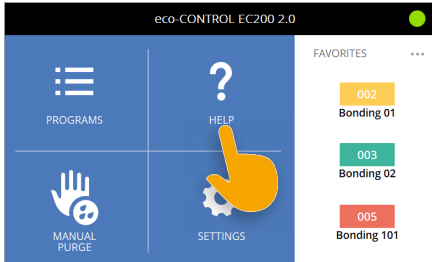 eco-CONTROL EC200 2.0
PROGRAMS
HELP
MANUAL
PURGE
SETTINGS
FAVORITES
002
Bonding 01
003
Bonding 02
005
Bonding 101